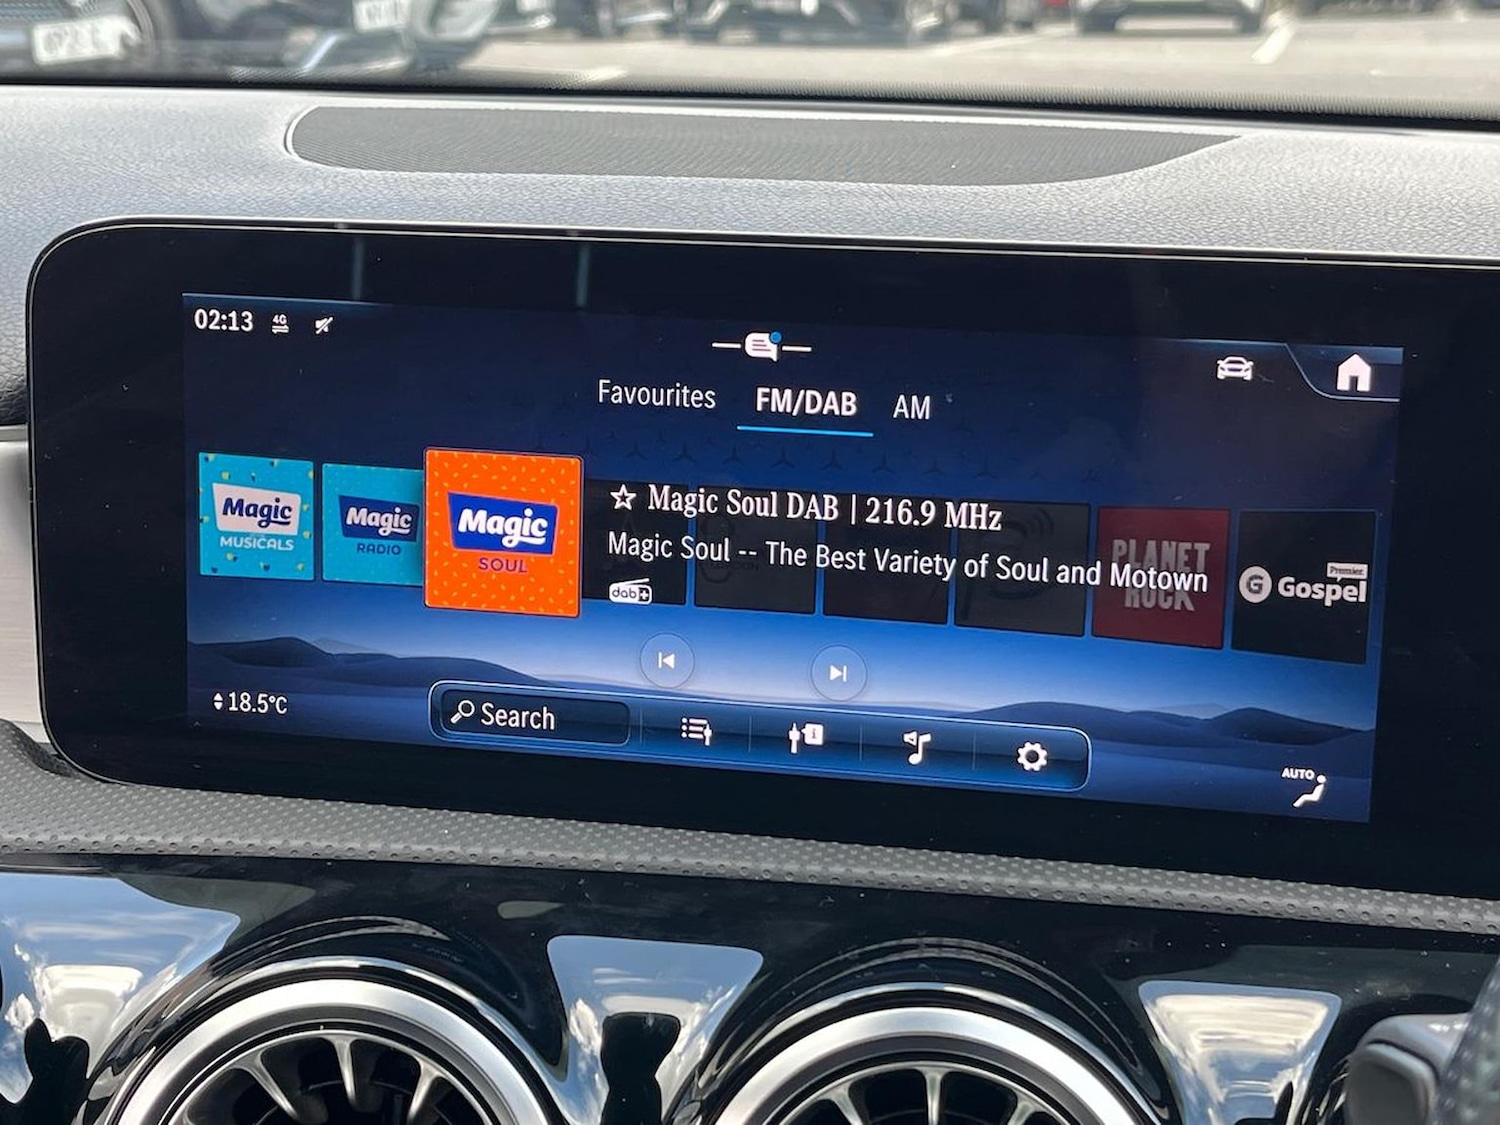 02:13 4G
Favourites FM/DAB AM
Magic
MUSICALS
Magic
RADIO
Magic
SOUL
Magic Soul DAB | 216.9 MHz
Magic Soul -- The Best Variety of Soul and Motown
dab+
PLANET
ROCK
Premier
G Gospel
18.5°C
Search
i
AUTO